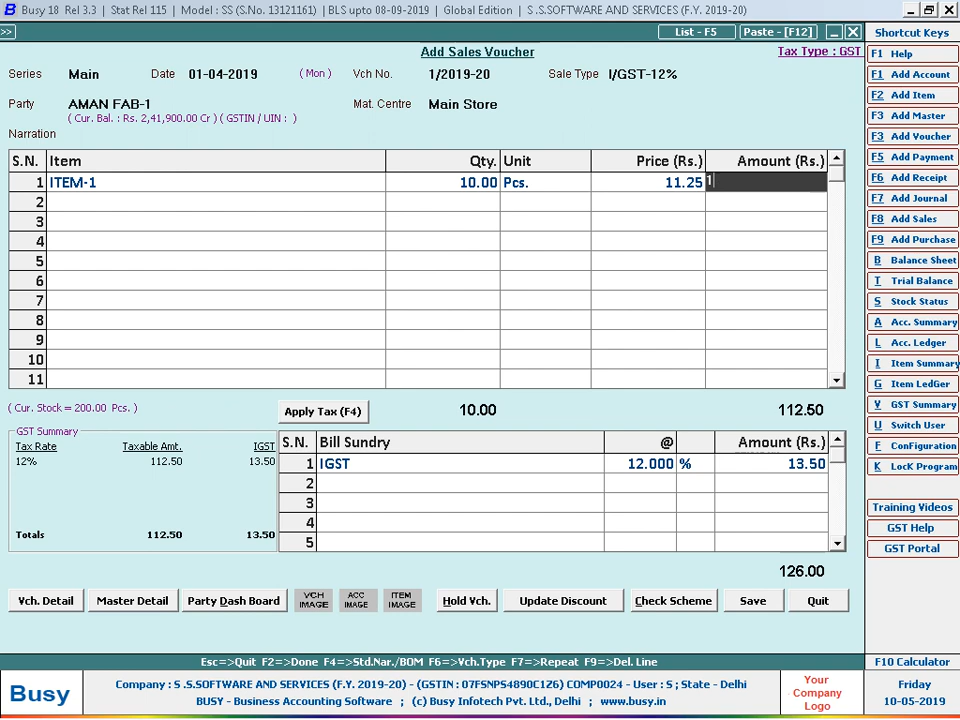 Busy 18 Rel 3.3 | Stat Rel 115 | Model : SS (S.No. 13121161) | BLS upto 08-09-2019 | Global Edition | S .S.SOFTWARE AND SERVICES (F.Y. 2019-20)
>> List - F5 Paste - [F12]
Add Sales Voucher
Tax Type : GST
Series Main Date 01-04-2019 ( Mon ) Vch No. 1/2019-20 Sale Type I/GST-12%
Party AMAN FAB-1 Mat. Centre Main Store
( Cur. Bal. : Rs. 2,41,900.00 Cr ) ( GSTIN / UIN : )
Narration
S.N. Item Qty. Unit Price (Rs.) Amount (Rs.)
1 ITEM-1 10.00 Pcs. 11.25 1
2
3
4
5
6
7
8
9
10
11
( Cur. Stock = 200.00 Pcs. ) Apply Tax (F4) 10.00 112.50
GST Summary
Tax Rate Taxable Amt. IGST
12% 112.50 13.50
Totals 112.50 13.50
S.N. Bill Sundry @ Amount (Rs.)
1 IGST 12.000 % 13.50
2
3
4
5
126.00
Vch. Detail Master Detail Party Dash Board VCH IMAGE ACC IMAGE ITEM IMAGE Hold Vch. Update Discount Check Scheme Save Quit
Esc=>Quit F2=>Done F4=>Std.Nar./BOM F6=>Vch.Type F7=>Repeat F9=>Del. Line
Shortcut Keys
F1 Help
F1 Add Account
F2 Add Item
F3 Add Master
F3 Add Voucher
F5 Add Payment
F6 Add Receipt
F7 Add Journal
F8 Add Sales
F9 Add Purchase
B Balance Sheet
T Trial Balance
S Stock Status
A Acc. Summary
L Acc. Ledger
I Item Summary
G Item LedGer
V GST Summary
U Switch User
F ConFiguration
K LocK Program
Training Videos
GST Help
GST Portal
F10 Calculator
Busy
Company : S .S.SOFTWARE AND SERVICES (F.Y. 2019-20) - (GSTIN : 07FSNPS4890C1Z6) COMP0024 - User : S ; State - Delhi
BUSY - Business Accounting Software ; (c) Busy Infotech Pvt. Ltd., Delhi ; www.busy.in
Your
Company
Logo
Friday
10-05-2019